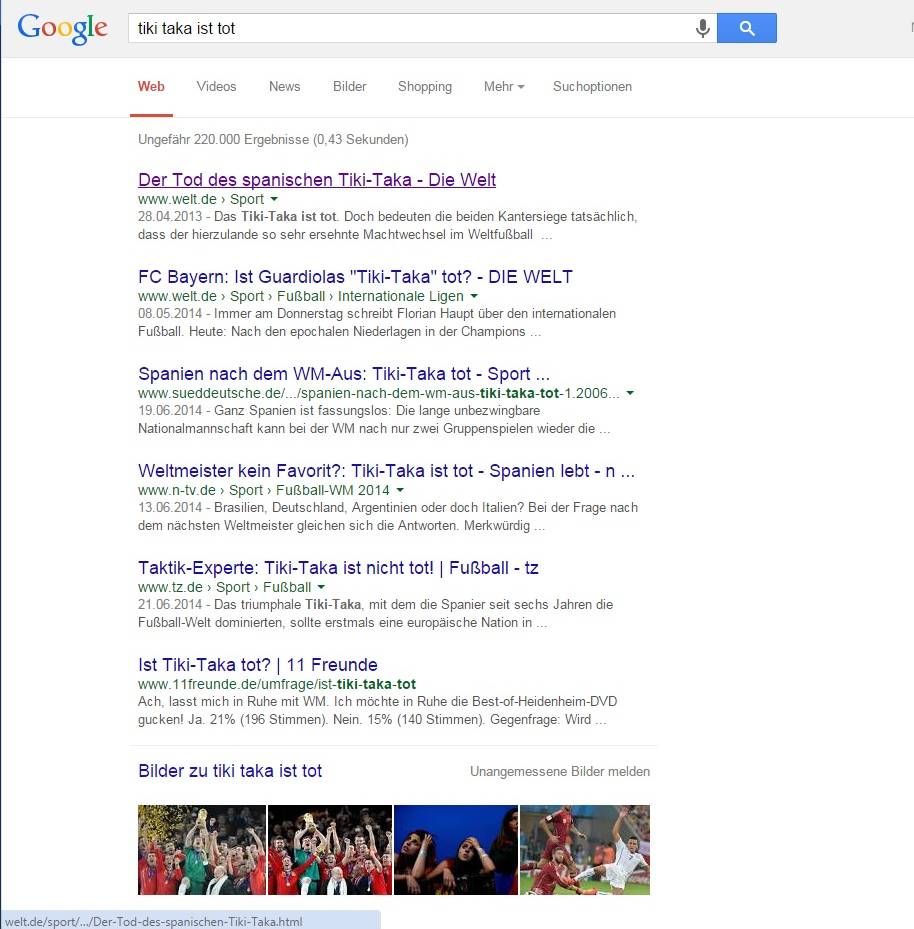 Google
tiki taka ist tot
Web Videos News Bilder Shopping Mehr Suchoptionen
Ungefähr 220.000 Ergebnisse (0,43 Sekunden)
Der Tod des spanischen Tiki-Taka - Die Welt
www.welt.de › Sport
28.04.2013 - Das Tiki-Taka ist tot. Doch bedeuten die beiden Kantersiege tatsächlich,
dass der hierzulande so sehr ersehnte Machtwechsel im Weltfußball ...
FC Bayern: Ist Guardiolas "Tiki-Taka" tot? - DIE WELT
www.welt.de › Sport › Fußball › Internationale Ligen
08.05.2014 - Immer am Donnerstag schreibt Florian Haupt über den internationalen
Fußball. Heute: Nach den epochalen Niederlagen in der Champions ...
Spanien nach dem WM-Aus: Tiki-Taka tot - Sport ...
www.sueddeutsche.de/.../spanien-nach-dem-wm-aus-tiki-taka-tot-1.2006...
19.06.2014 - Ganz Spanien ist fassungslos: Die lange unbezwingbare
Nationalmannschaft kann bei der WM nach nur zwei Gruppenspielen wieder die ...
Weltmeister kein Favorit?: Tiki-Taka ist tot - Spanien lebt - n ...
www.n-tv.de › Sport › Fußball-WM 2014
13.06.2014 - Brasilien, Deutschland, Argentinien oder doch Italien? Bei der Frage nach
dem nächsten Weltmeister gleichen sich die Antworten. Merkwürdig ...
Taktik-Experte: Tiki-Taka ist nicht tot! | Fußball - tz
www.tz.de › Sport › Fußball
21.06.2014 - Das triumphale Tiki-Taka, mit dem die Spanier seit sechs Jahren die
Fußball-Welt dominierten, sollte erstmals eine europäische Nation in ...
Ist Tiki-Taka tot? | 11 Freunde
www.11freunde.de/umfrage/ist-tiki-taka-tot
Ach, lasst mich in Ruhe mit WM. Ich möchte in Ruhe die Best-of-Heidenheim-DVD
gucken! Ja. 21% (196 Stimmen). Nein. 15% (140 Stimmen). Gegenfrage: Wird ...
Bilder zu tiki taka ist tot Unangemessene Bilder melden
welt.de/sport/.../Der-Tod-des-spanischen-Tiki-Taka.html